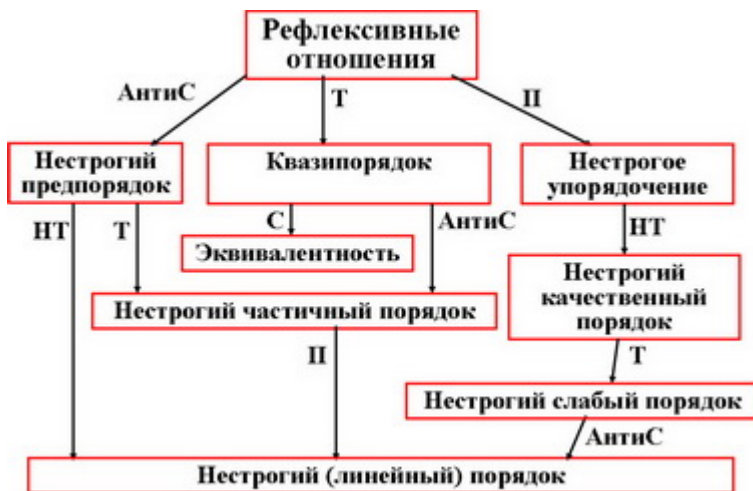 Рефлексивные
отношения
АнтиС
Т
П
Нестрогий
предпорядок
Квазипорядок
Нестрогое
упорядочение
НТ
Т
С
АнтиС
НТ
Эквивалентность
Нестрогий
качественный
порядок
Нестрогий частичный порядок
П
Т
Нестрогий слабый порядок
АнтиС
Нестрогий (линейный) порядок